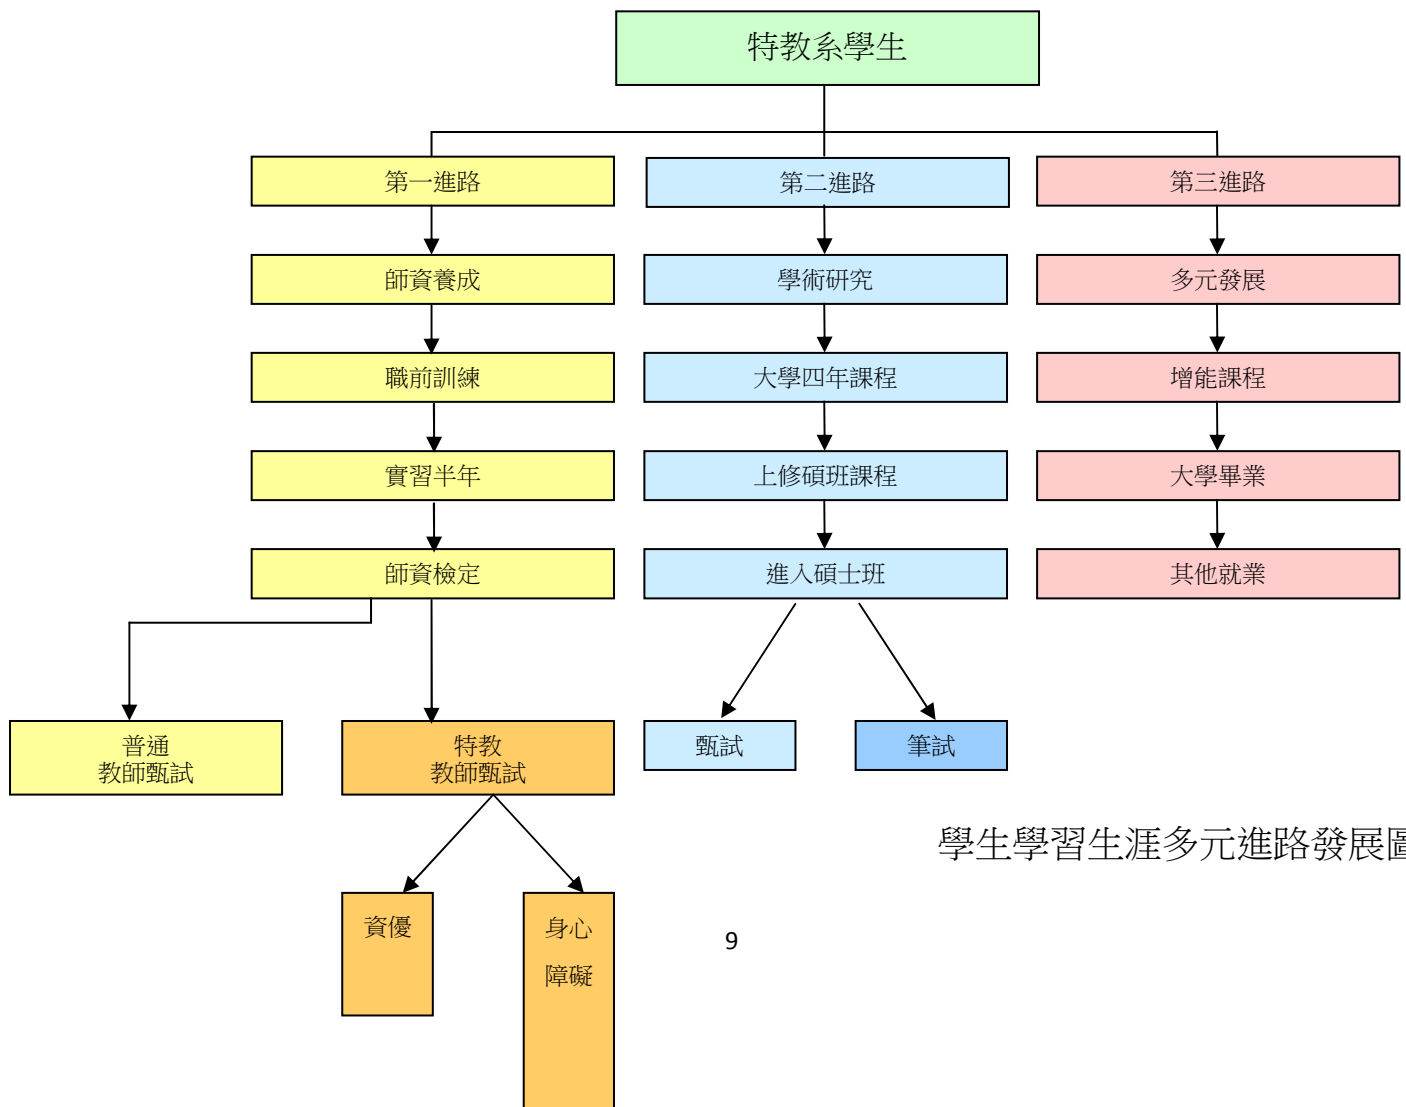 特教系學生
第一進路
第二進路
第三進路
師資養成
學術研究
多元發展
職前訓練
大學四年課程
增能課程
實習半年
上修碩班課程
大學畢業
師資檢定
進入碩士班
其他就業
普通
教師甄試
特教
教師甄試
甄試
筆試
學生學習生涯多元進路發展圖
資優
身心
障礙
9